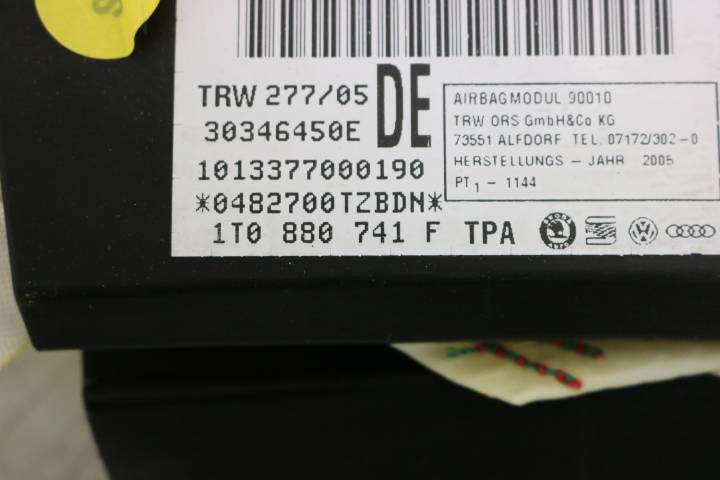 TRW 277/05 DE
30346450E
1013377000190
*0482700TZBDN*
1T0 880 741 F TPA
AIRBAGMODUL 90010
TRW ORS GmbH&Co KG
73551 ALFDORF TEL. 07172/302-0
HERSTELLUNGS - JAHR 2005
PT1 - 1144